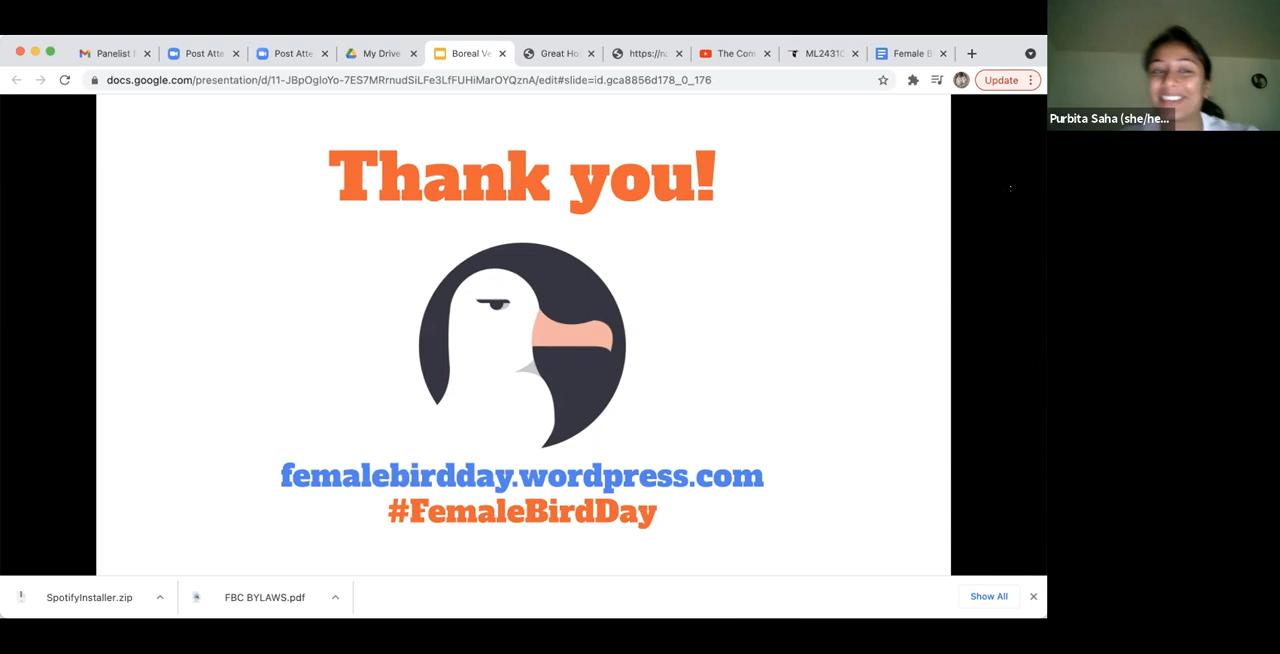 Panelist
Post Atte
Post Atte
My Drive
Boreal Ve
Great Ho
https://n
The Com
ML2431
Female B
docs.google.com/presentation/d/11-JBpOgIoYo-7ES7MRrnudSiLFe3LfFUHiMarOYQznA/edit#slide=id.gca8856d178_0_176
Update
Purbita Saha (she/he...
Thank you!
femalebirdday.wordpress.com
#FemaleBirdDay
SpotifyInstaller.zip
FBC BYLAWS.pdf
Show All